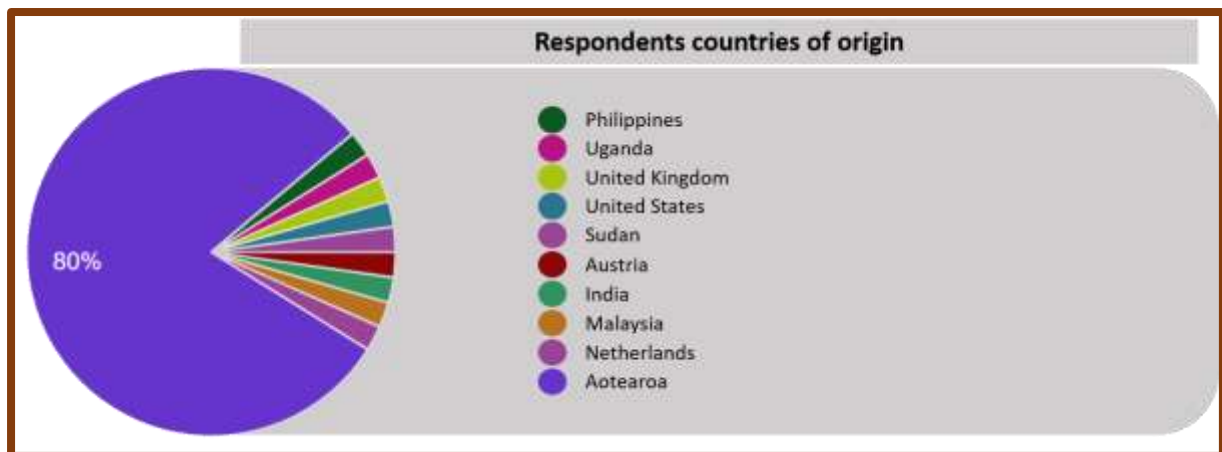 Respondents countries of origin
80%
Philippines
Uganda
United Kingdom
United States
Sudan
Austria
India
Malaysia
Netherlands
Aotearoa